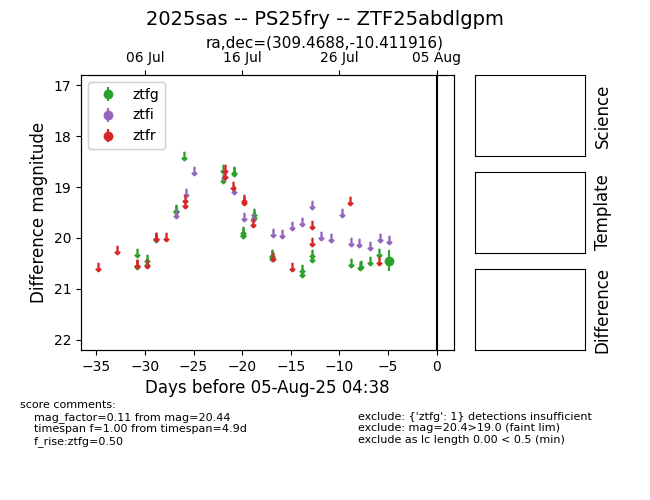 2025sas -- PS25fry -- ZTF25abdlgpm
ra,dec=(309.4688,-10.411916)
06 Jul 16 Jul 26 Jul 05 Aug
17
18
19
20
21
22
Difference magnitude
ztfg
ztfi
ztfr
−35 −30 −25 −20 −15 −10 −5 0
Days before 05-Aug-25 04:38
Science
Template
Difference
score comments:
mag_factor=0.11 from mag=20.44
timespan f=1.00 from timespan=4.9d
f_rise:ztfg=0.50
exclude: {'ztfg': 1} detections insufficient
exclude: mag=20.4>19.0 (faint lim)
exclude as lc length 0.00 < 0.5 (min)